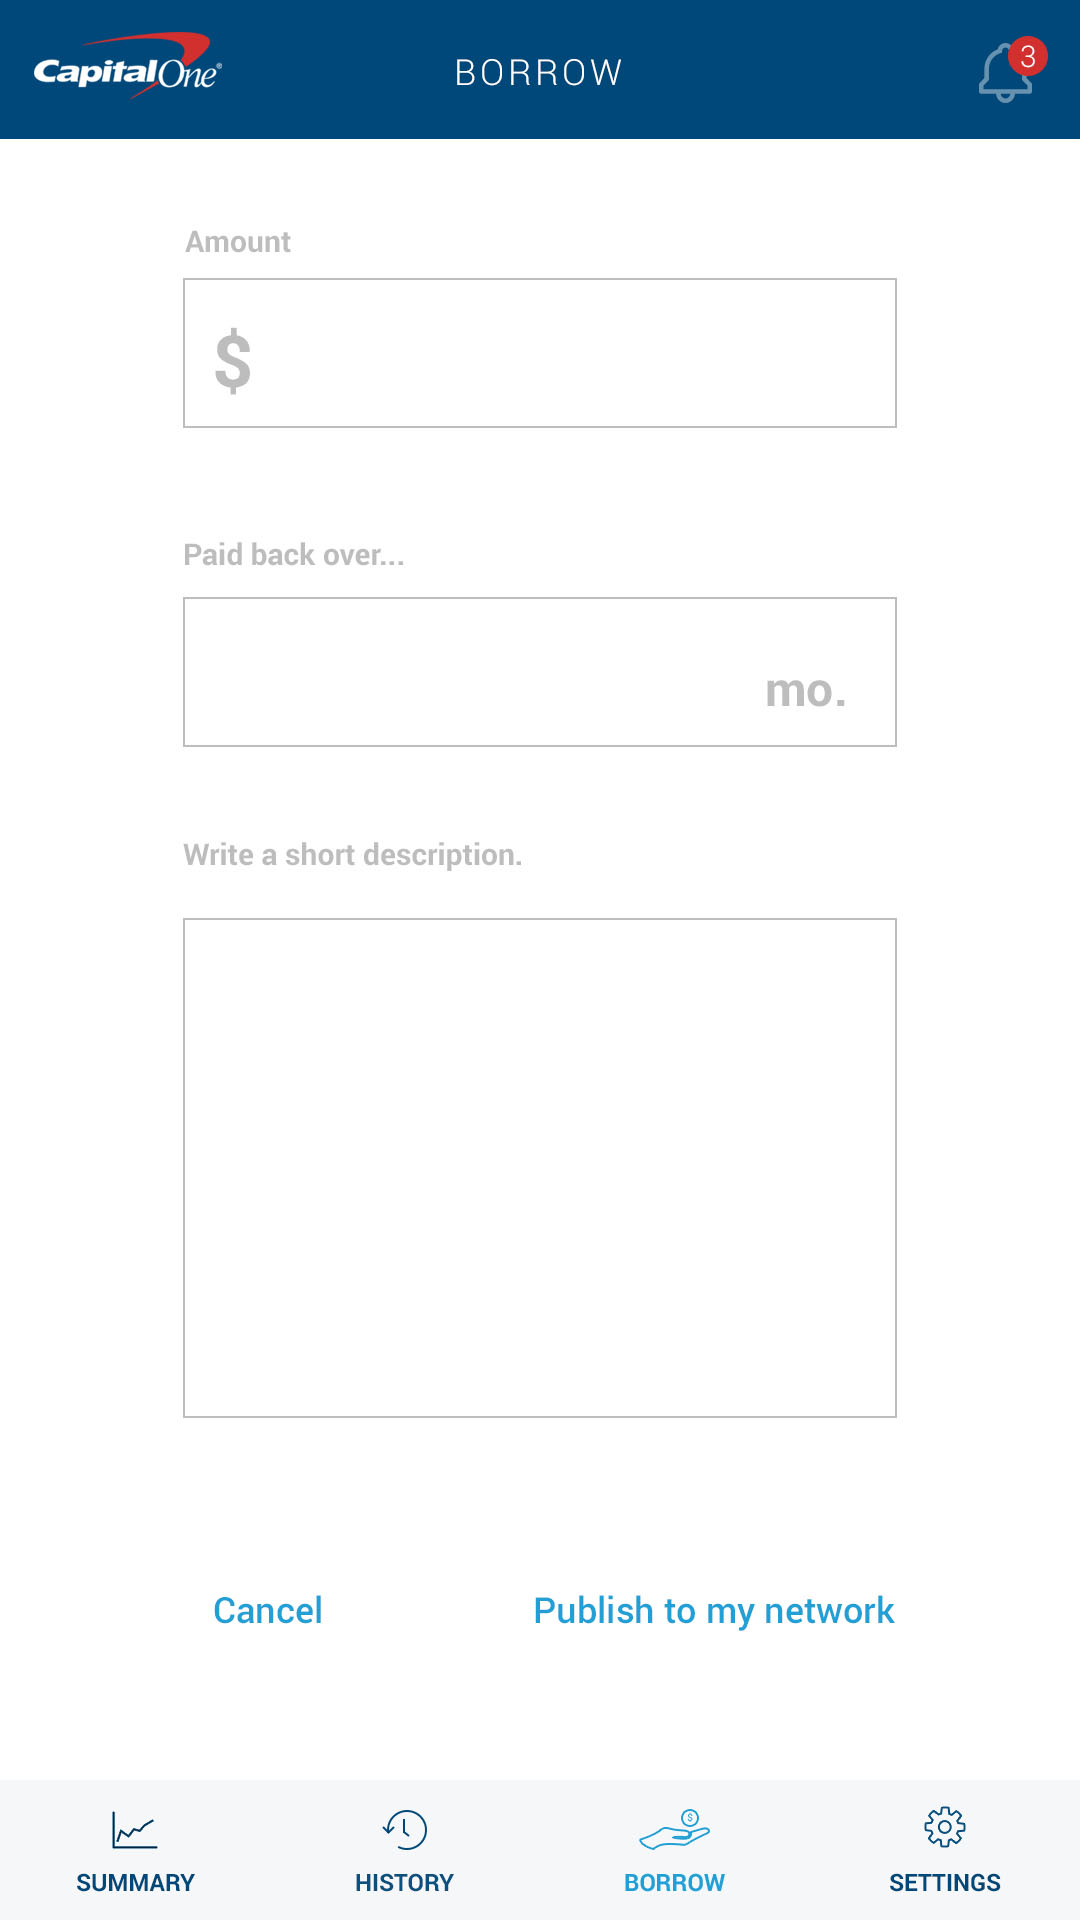 CapitalOne®
BORROW
3
Amount
$
Paid back over...
mo.
Write a short description.
Cancel
Publish to my network
$
SUMMARY
HISTORY
BORROW
SETTINGS